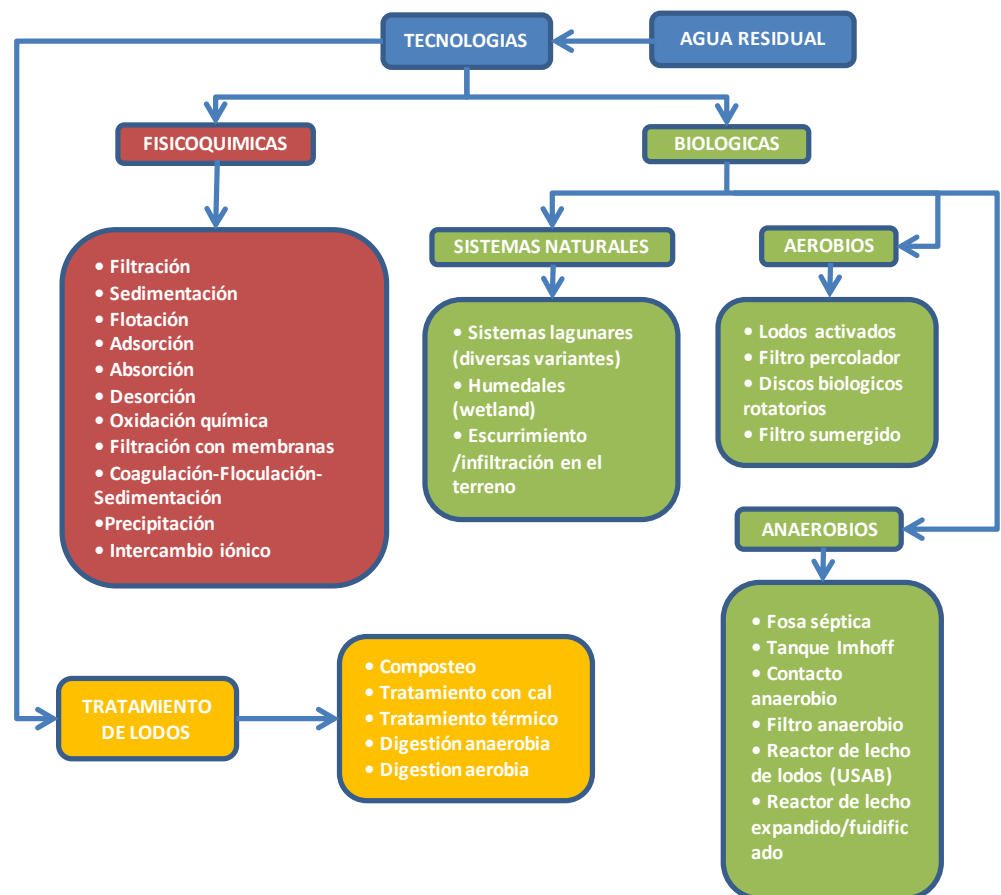 TECNOLOGIAS
AGUA RESIDUAL
FISICOQUIMICAS
BIOLOGICAS
• Filtración
• Sedimentación
• Flotación
• Adsorción
• Absorción
• Desorción
• Oxidación química
• Filtración con membranas
• Coagulación-Floculación-
Sedimentación
•Precipitación
• Intercambio iónico
SISTEMAS NATURALES
• Sistemas lagunares
(diversas variantes)
• Humedales
(wetland)
• Escurrimiento
/infiltración en el
terreno
AEROBIOS
• Lodos activados
• Filtro percolador
• Discos biologicos
rotatorios
• Filtro sumergido
ANAEROBIOS
• Fosa séptica
• Tanque Imhoff
• Contacto
anaerobio
• Filtro anaerobio
• Reactor de lecho
de lodos (USAB)
• Reactor de lecho
expandido/fuidific
ado
TRATAMIENTO
DE LODOS
• Composteo
• Tratamiento con cal
• Tratamiento térmico
• Digestión anaerobia
• Digestion aerobia